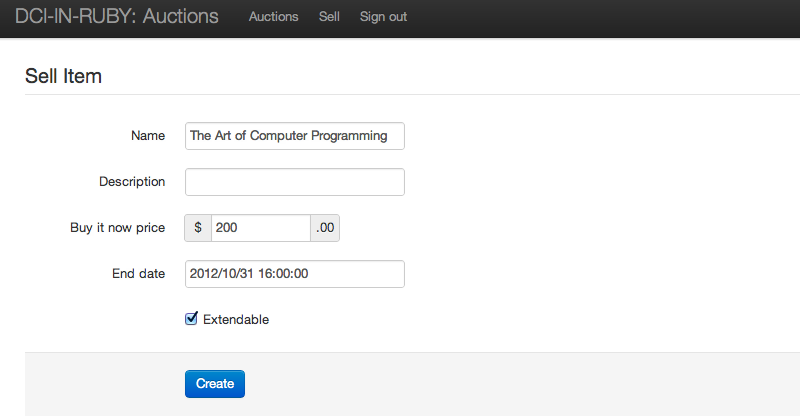 DCI-IN-RUBY: Auctions Auctions Sell Sign out
Sell Item
Name The Art of Computer Programming
Description
Buy it now price $ 200 .00
End date 2012/10/31 16:00:00
Extendable
Create